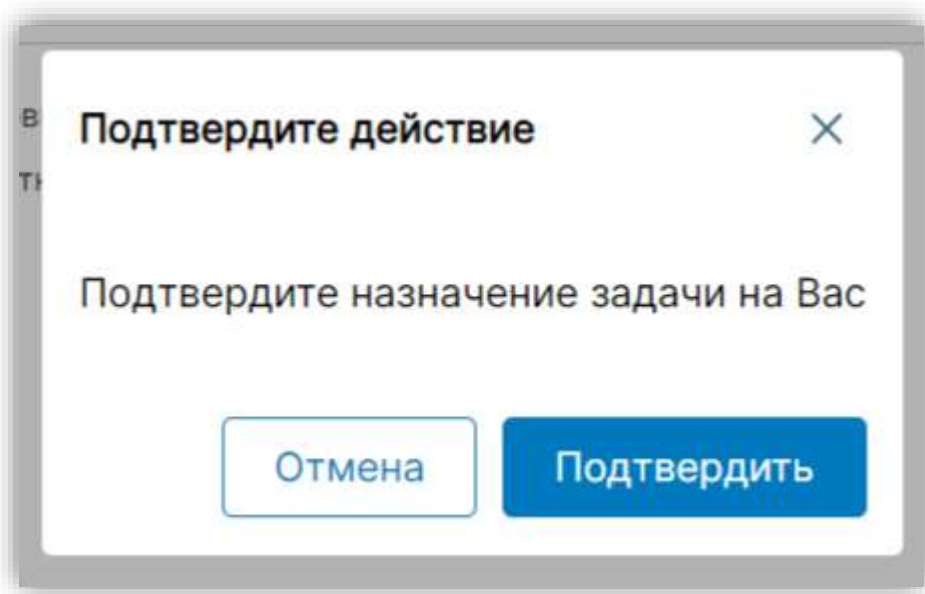 Подтвердите действие
Подтвердите назначение задачи на Вас
Отмена Подтвердить